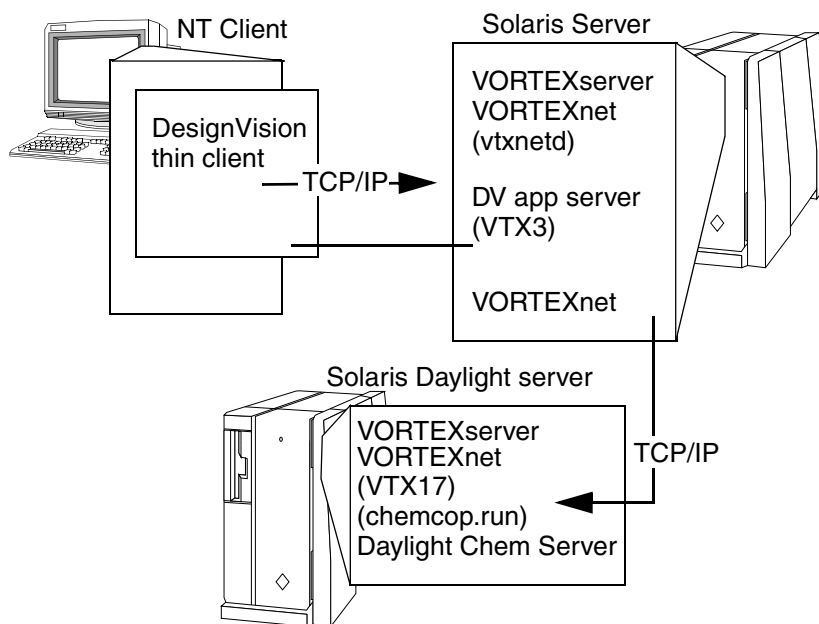 NT Client
DesignVision
thin client
TCP/IP
Solaris Server
VORTEXserver
VORTEXnet
(vtxnetd)
DV app server
(VTX3)
VORTEXnet
TCP/IP
Solaris Daylight server
VORTEXserver
VORTEXnet
(VTX17)
(chemcop.run)
Daylight Chem Server